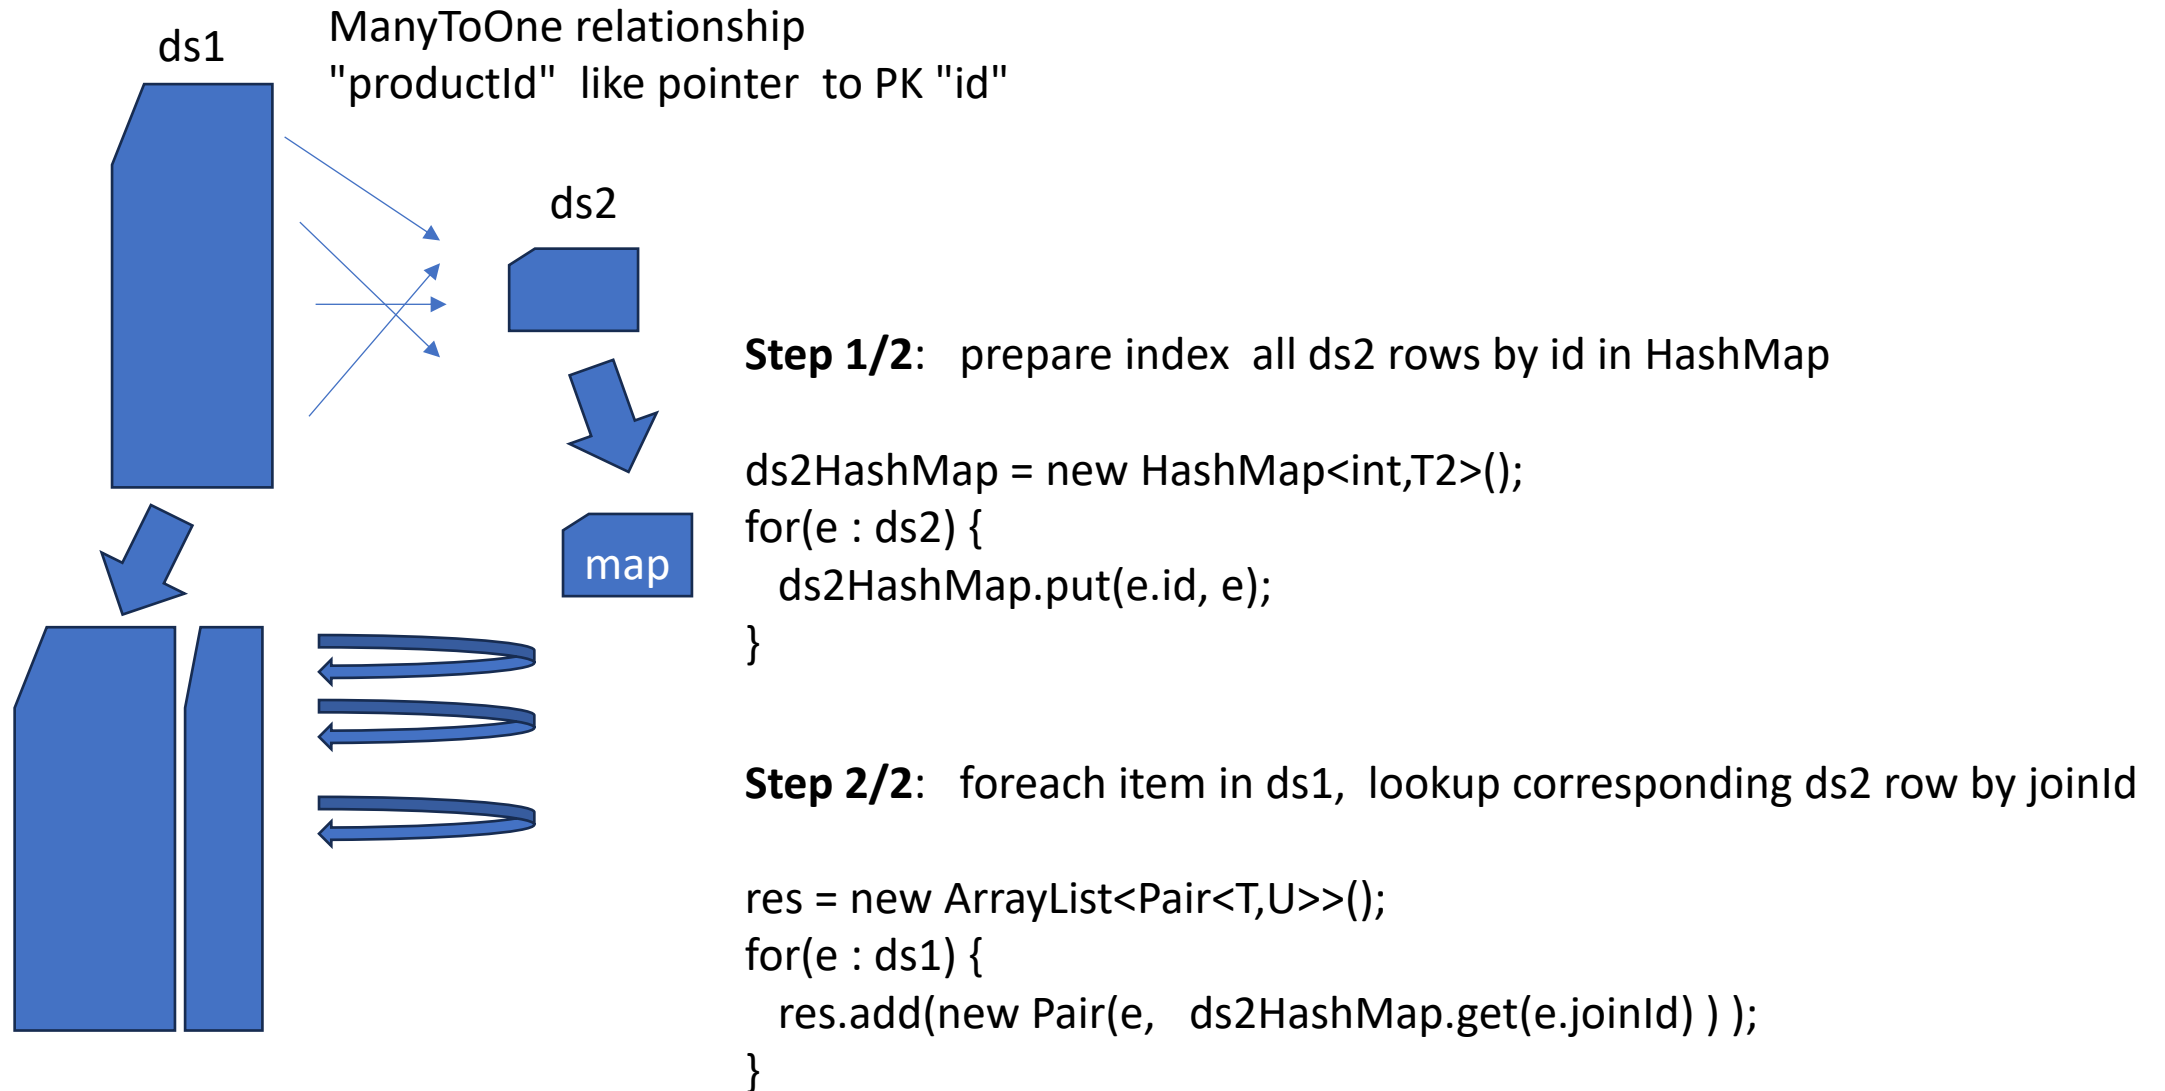 ds1
ManyToOne relationship
"productId" like pointer to PK "id"
ds2
Step 1/2: prepare index all ds2 rows by id in HashMap
ds2HashMap = new HashMap<int,T2>();
for(e : ds2) {
ds2HashMap.put(e.id, e);
}
map
Step 2/2: foreach item in ds1, lookup corresponding ds2 row by joinId
res = new ArrayList<Pair<T,U>>();
for(e : ds1) {
res.add(new Pair(e, ds2HashMap.get(e.joinId) ) );
}